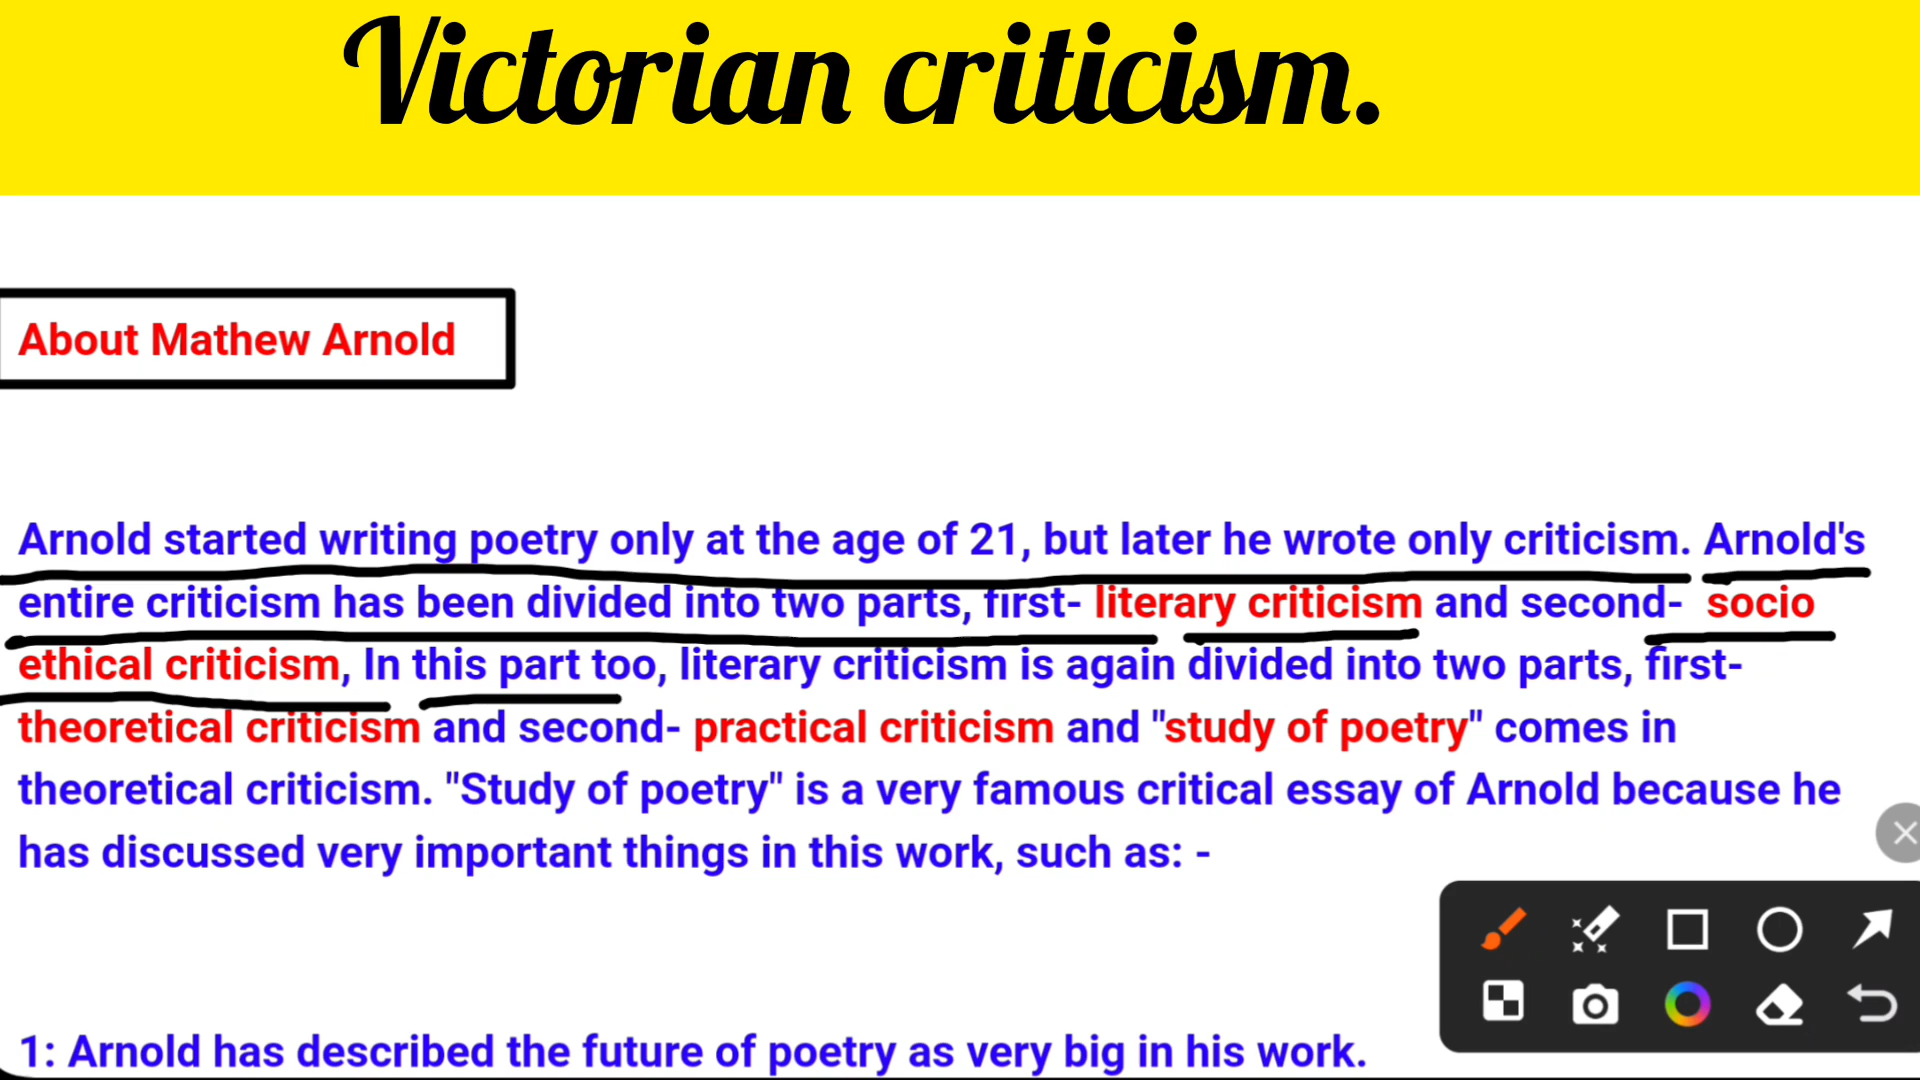 Victorian criticism.
About Mathew Arnold
Arnold started writing poetry only at the age of 21, but later he wrote only criticism. Arnold's
entire criticism has been divided into two parts, first- literary criticism and second- socio
ethical criticism, In this part too, literary criticism is again divided into two parts, first-
theoretical criticism and second- practical criticism and "study of poetry" comes in
theoretical criticism. "Study of poetry" is a very famous critical essay of Arnold because he
has discussed very important things in this work, such as: -
1: Arnold has described the future of poetry as very big in his work.